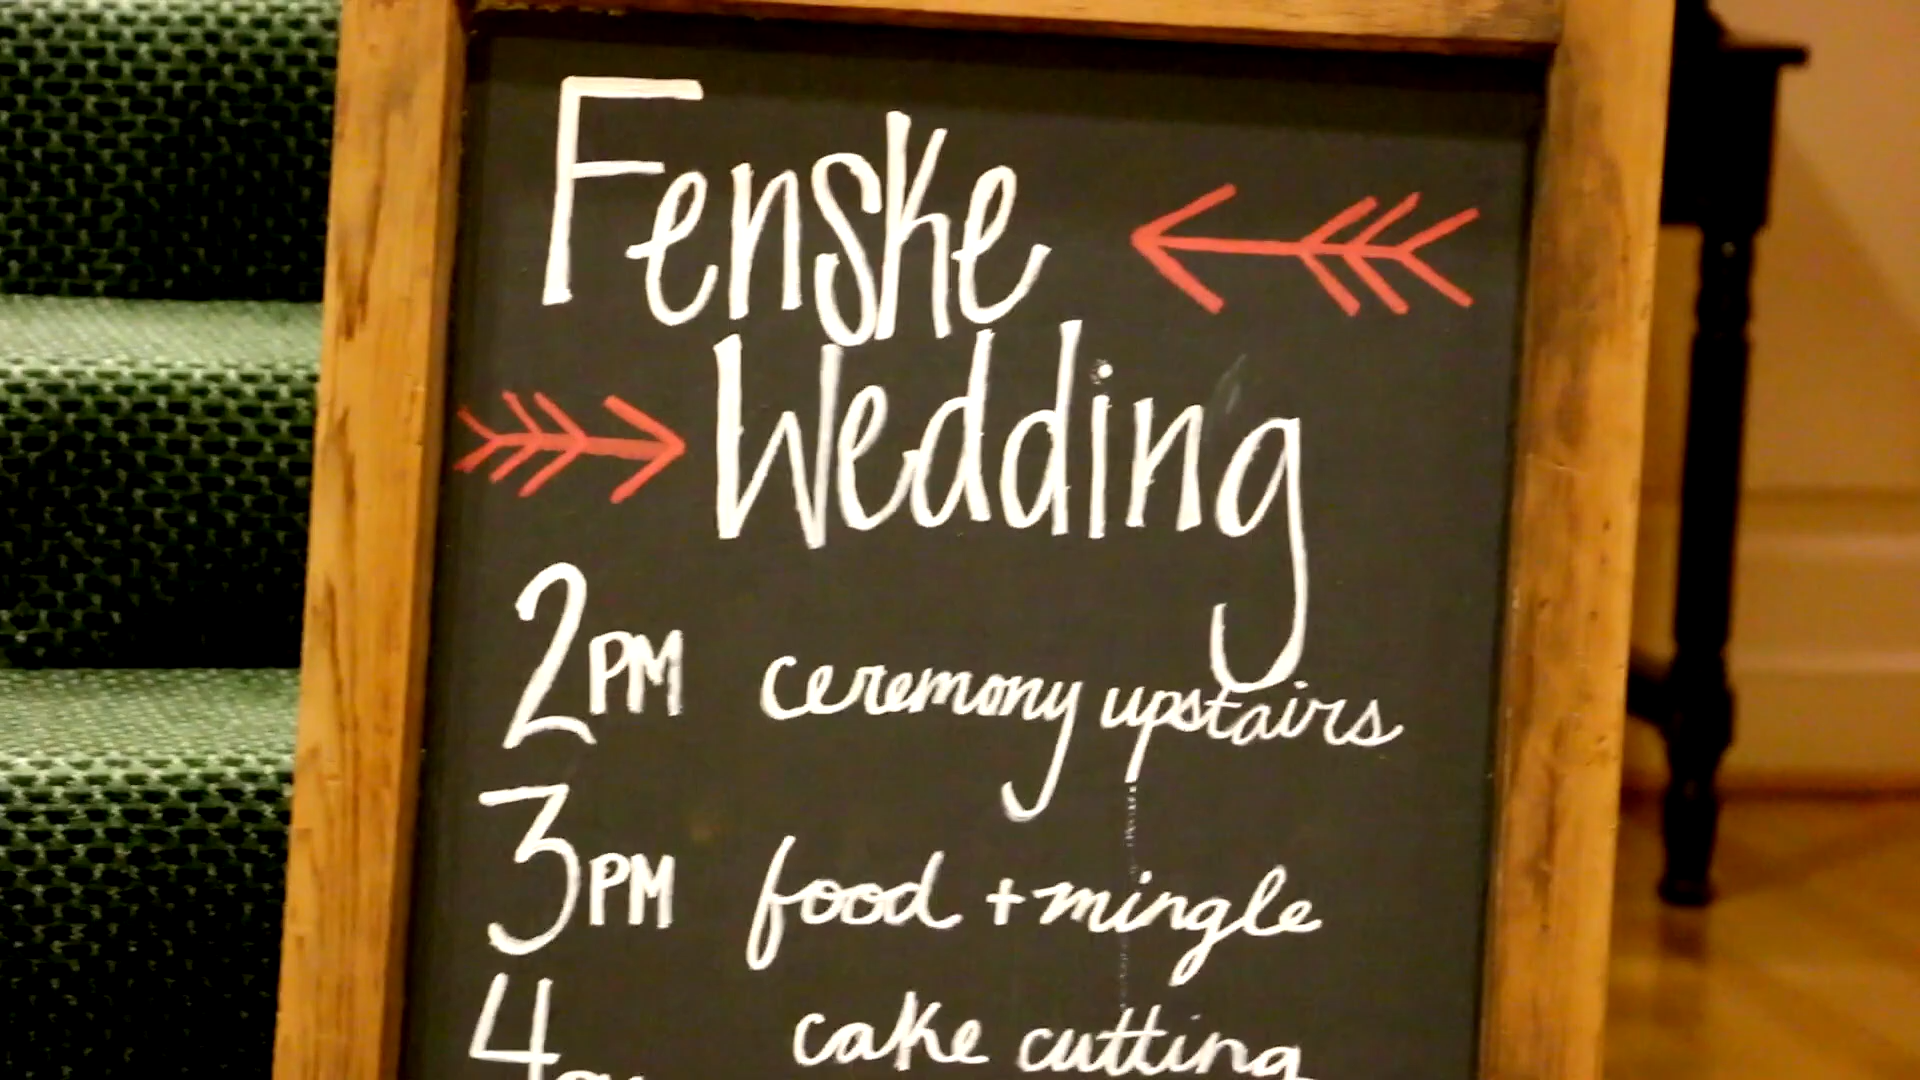 Fenske
Wedding
2PM ceremony upstairs
3PM food + mingle
4 cake cutting